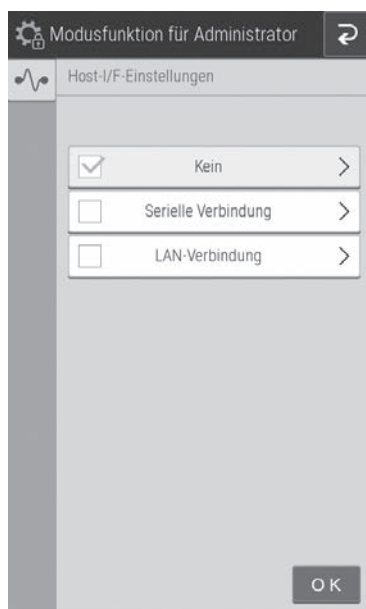 Modusfunktion für Administrator
Host-I/F-Einstellungen
Kein
Serielle Verbindung
LAN-Verbindung
OK